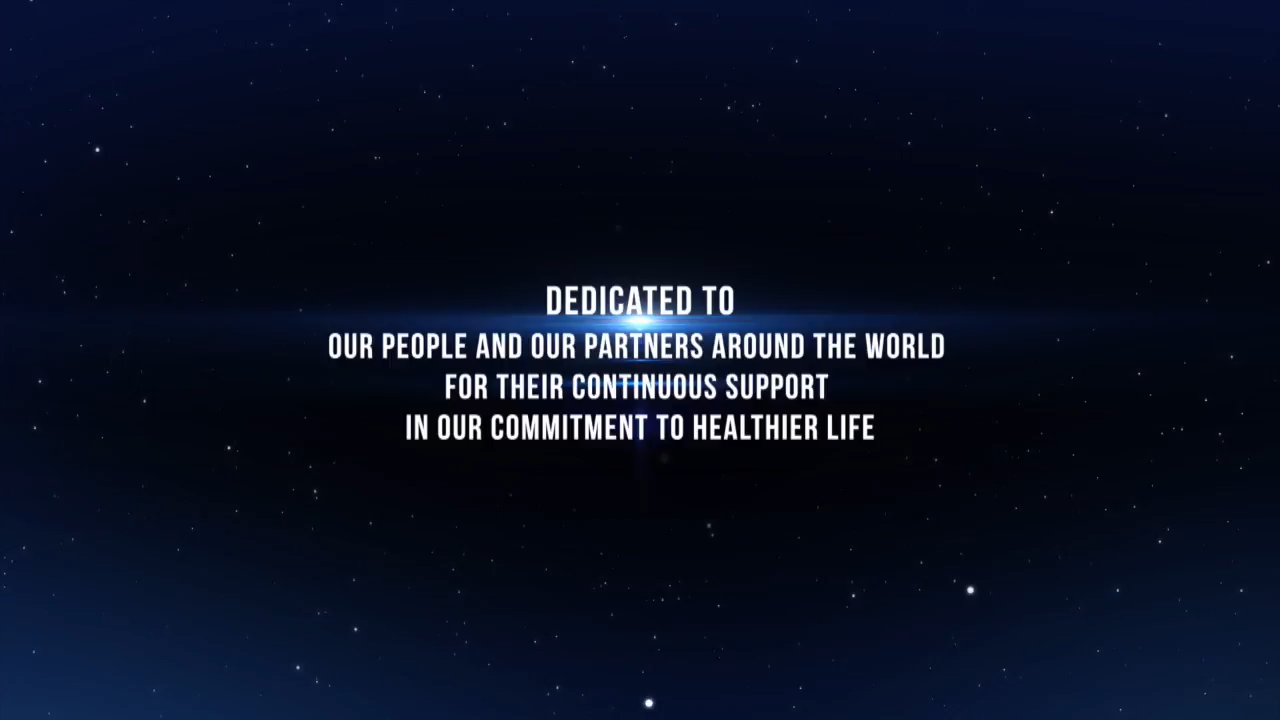 DEDICATED TO
OUR PEOPLE AND OUR PARTNERS AROUND THE WORLD
FOR THEIR CONTINUOUS SUPPORT
IN OUR COMMITMENT TO HEALTHIER LIFE